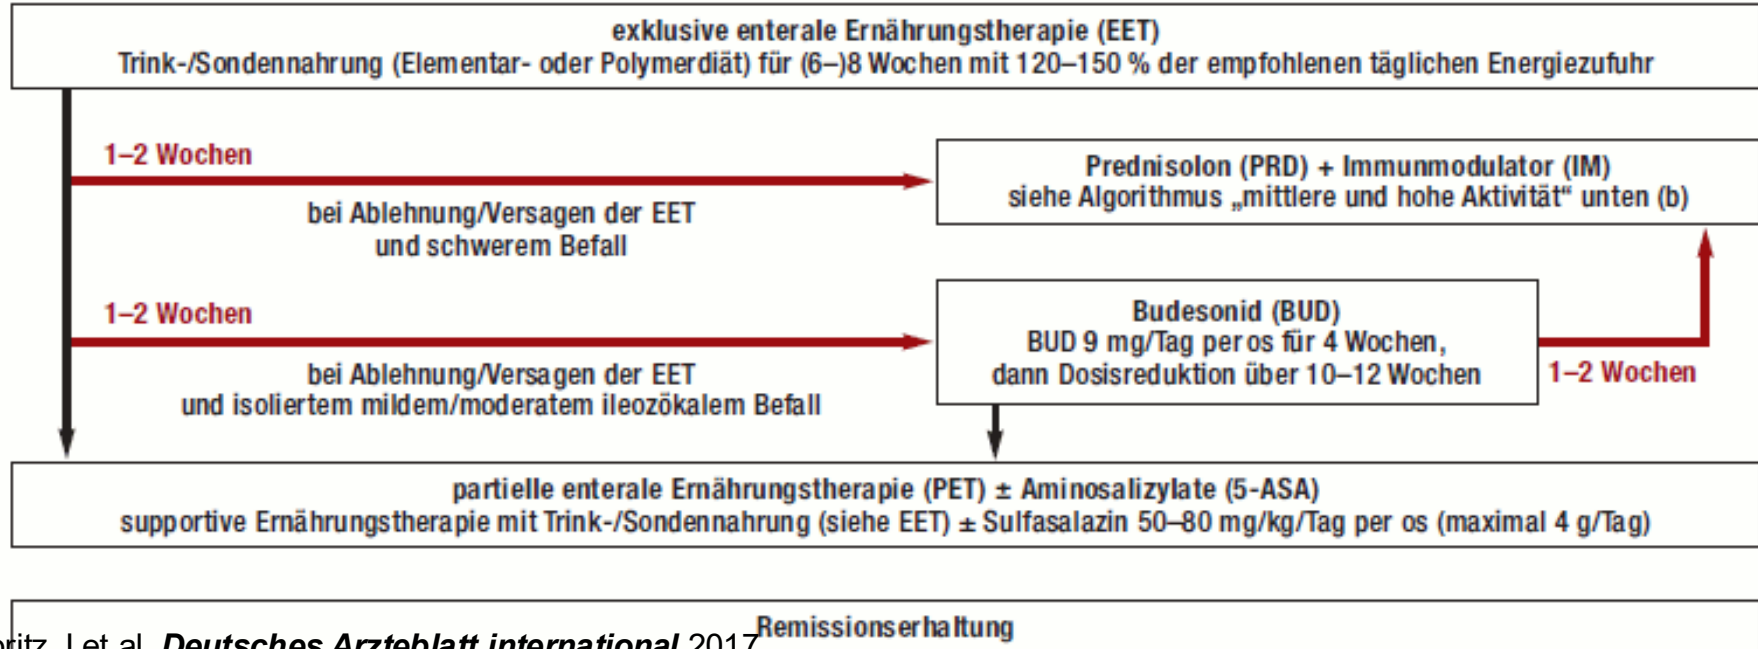 exklusive enterale Ernährungstherapie (EET)
Trink-/Sondennahrung (Elementar- oder Polymerdiät) für (6–)8 Wochen mit 120–150 % der empfohlenen täglichen Energiezufuhr
1–2 Wochen
bei Ablehnung/Versagen der EET
und schwerem Befall
Prednisolon (PRD) + Immunmodulator (IM)
siehe Algorithmus „mittlere und hohe Aktivität“ unten (b)
1–2 Wochen
bei Ablehnung/Versagen der EET
und isoliertem mildem/moderatem ileozökalem Befall
Budesonid (BUD)
BUD 9 mg/Tag per os für 4 Wochen,
dann Dosisreduktion über 10–12 Wochen
1–2 Wochen
partielle enterale Ernährungstherapie (PET) ± Aminosalizylate (5-ASA)
supportive Ernährungstherapie mit Trink-/Sondennahrung (siehe EET) ± Sulfasalazin 50–80 mg/kg/Tag per os (maximal 4 g/Tag)
Remissionserhaltung
J et al. Deutsches Arzteblatt international 2017